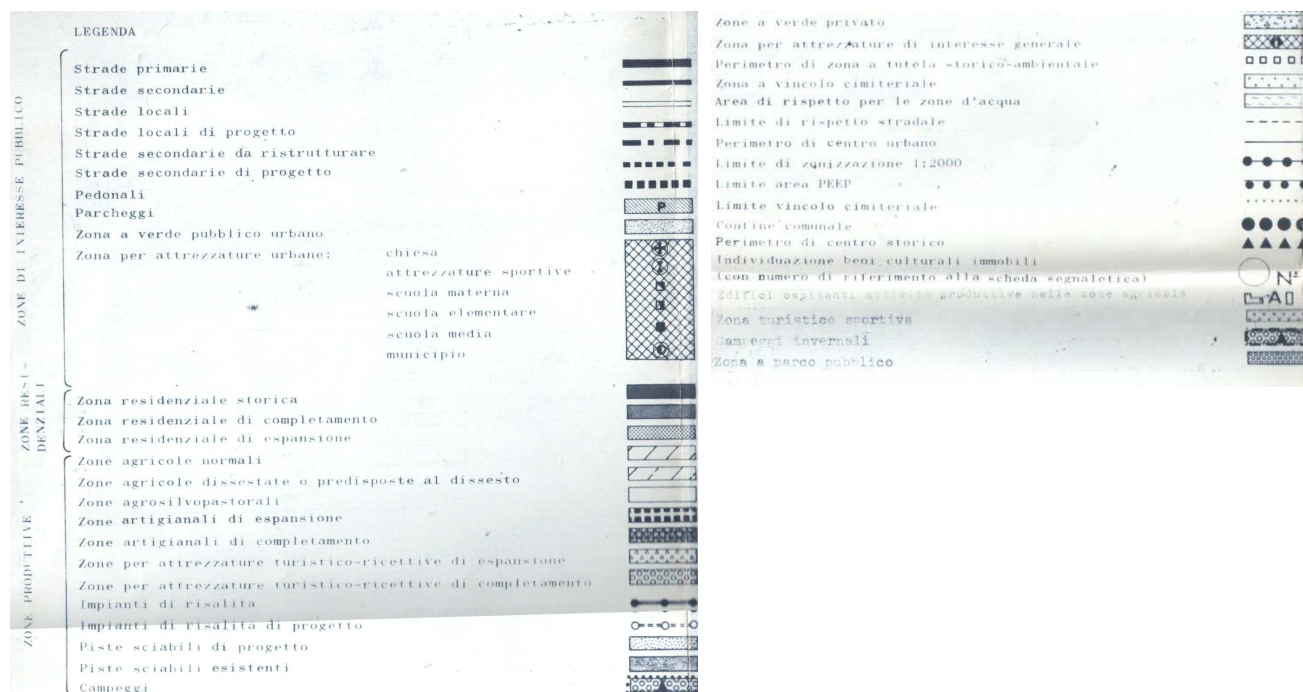 LEGENDA
ZONE DI INTERESSE PUBBLICO
Strade primarie
Strade secondarie
Strade locali
Strade locali di progetto
Strade secondarie da ristrutturare
Strade secondarie di progetto
Pedonali
Parcheggi
P
Zona a verde pubblico urbano
Zona per attrezzature urbane: chiesa
attrezzature sportive
scuola materna
scuola elementare
scuola media
municipio
ZONE RESI-
DENZIALI
Zona residenziale storica
Zona residenziale di completamento
Zona residenziale di espansione
ZONE PRODUTTIVE
Zone agricole normali
Zone agricole dissestate o predisposte al dissesto
Zone agrosilvopastorali
Zone artigianali di espansione
Zone artigianali di completamento
Zone per attrezzature turistico-ricettive di espansione
Zone per attrezzature turistico-ricettive di completamento
Impianti di risalita
Impianti di risalita di progetto
Piste sciabili di progetto
Piste sciabili esistenti
Campeggi
Zone a verde privato
Zona per attrezzature di interesse generale
Perimetro di zona a tutela storico-ambientale
Zona a vincolo cimiteriale
Area di rispetto per le zone d'acqua
Limite di rispetto stradale
Perimetro di centro urbano
Limite di zonizzazione 1:2000
Limite area PEEP
Limite vincolo cimiteriale
Confine comunale
Perimetro di centro storico
Individuazione beni culturali immobili
(con numero di riferimento alla scheda segnaletica)
Edifici ospitanti attività produttive nelle zone agricole
Zona turistico sportiva
Campeggi invernali
Zona a parco pubblico